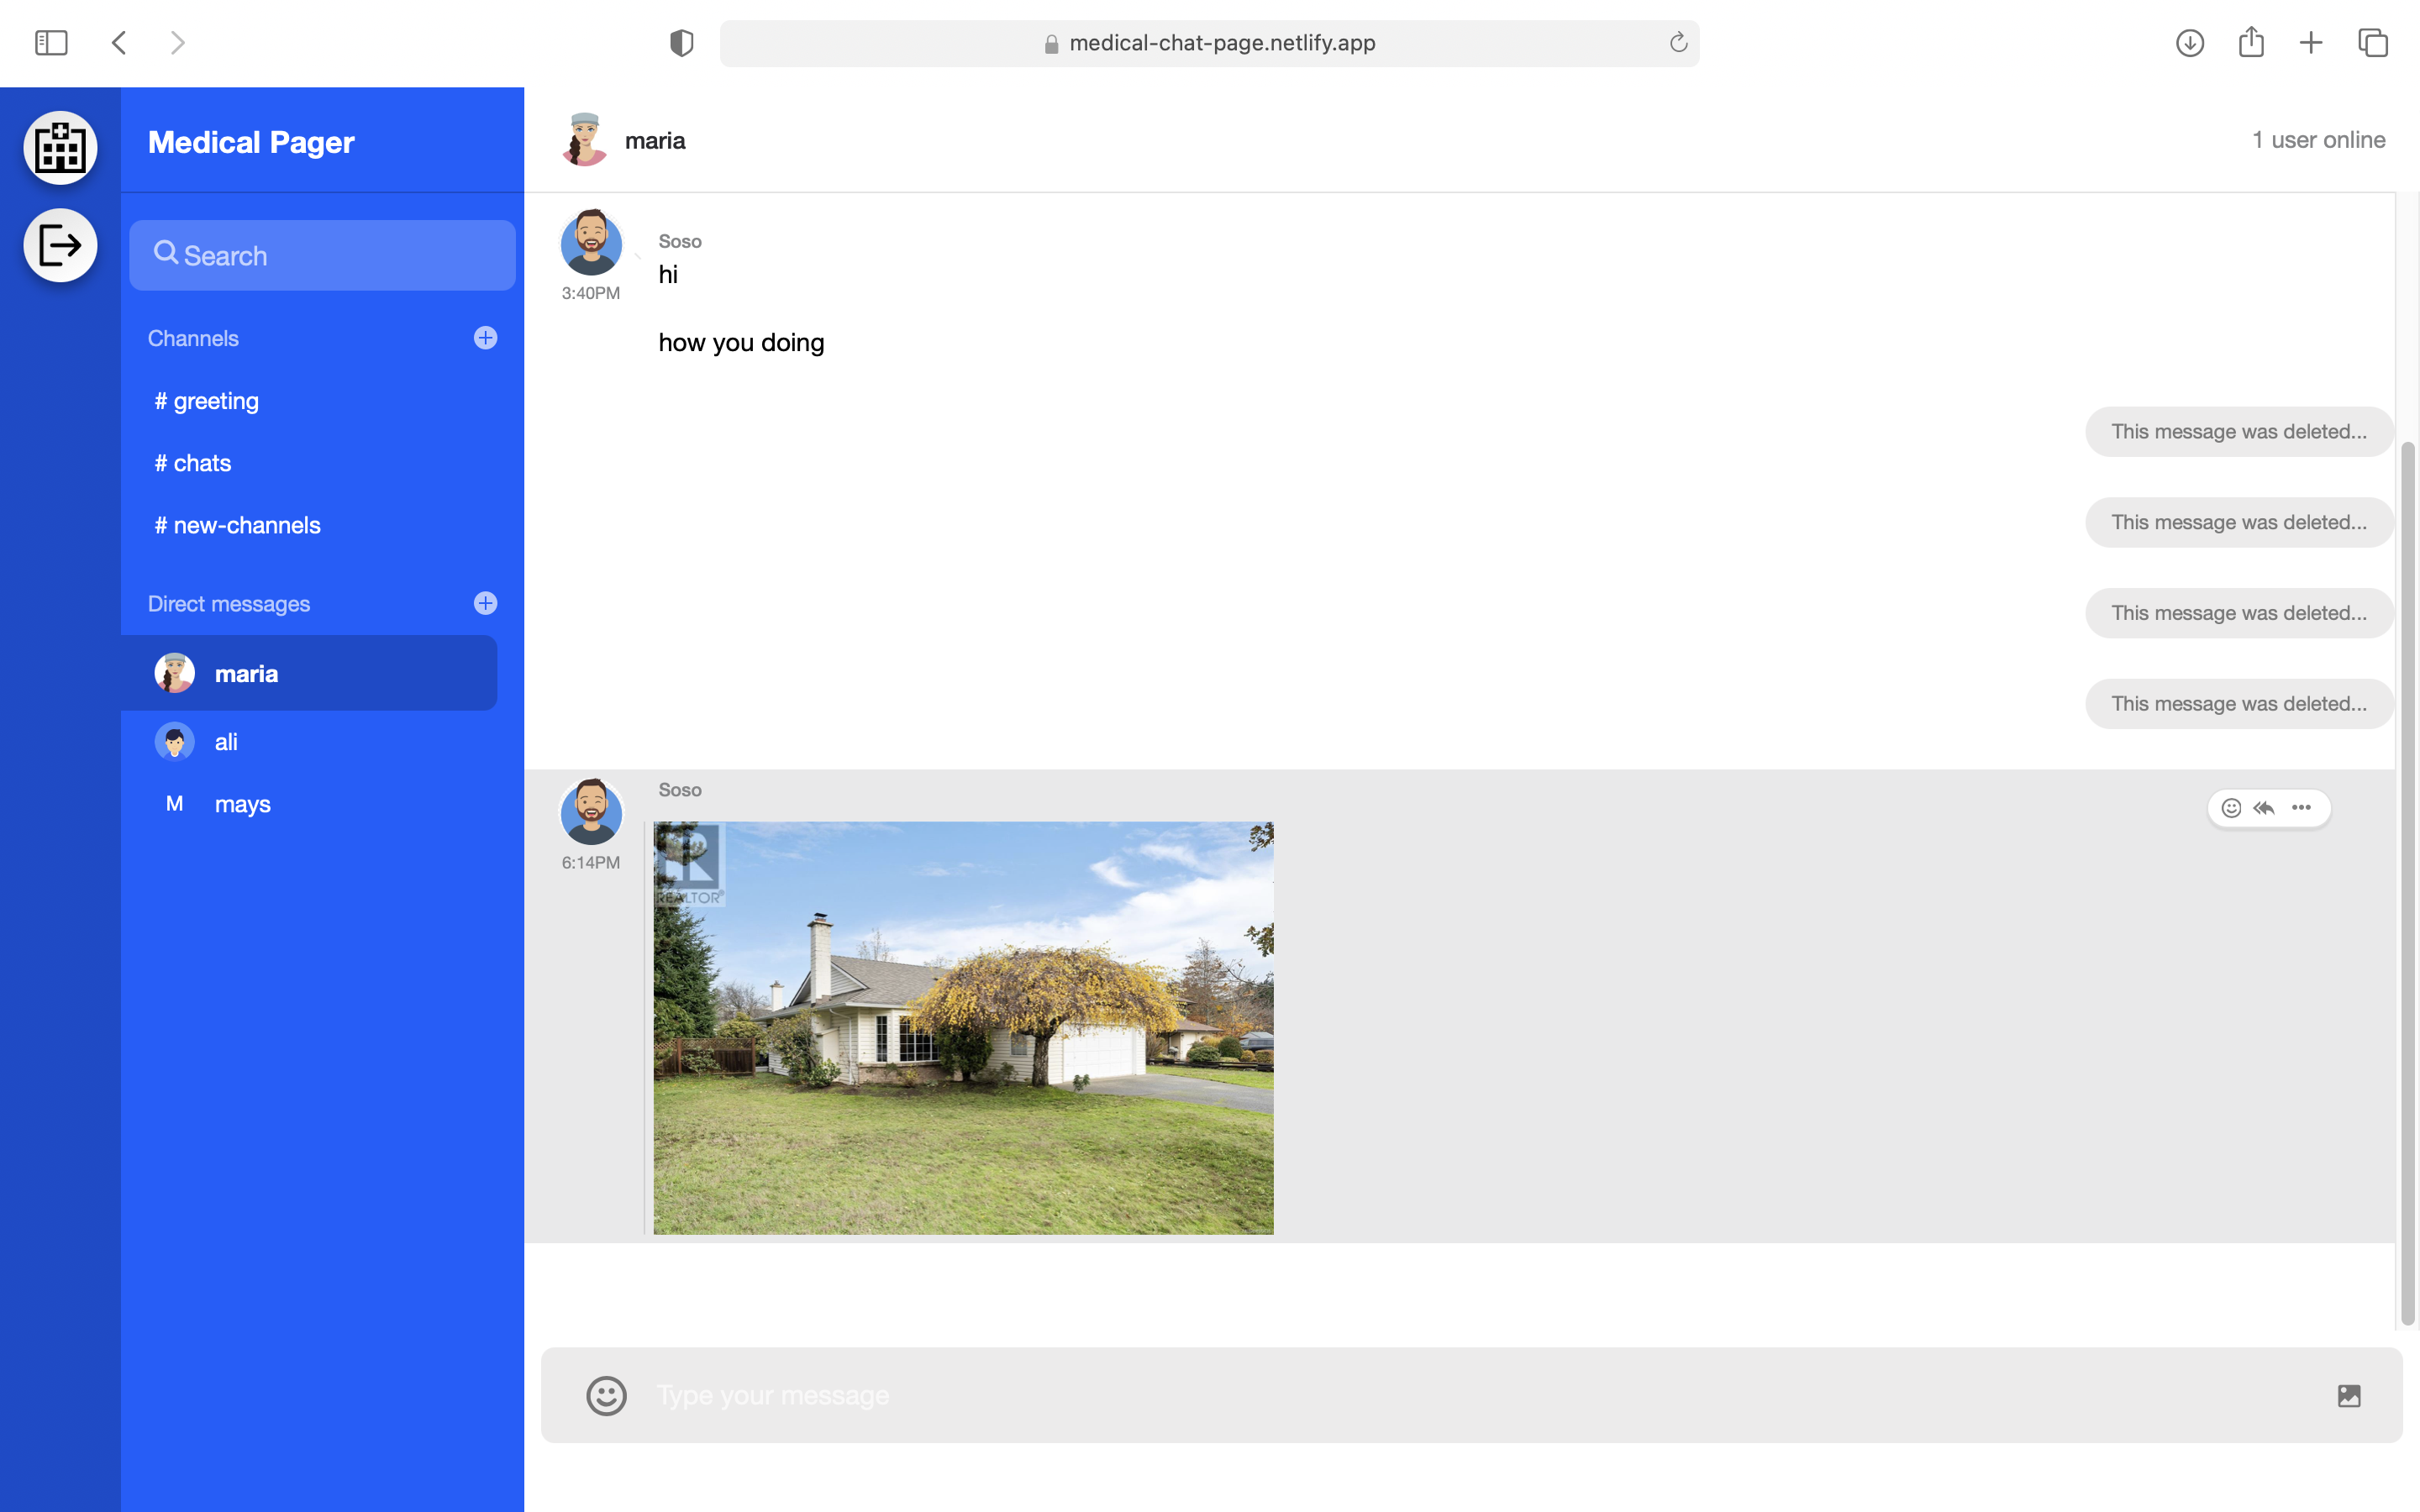 medical-chat-page.netlify.app
Medical Pager
Search
Channels
# greeting
# chats
# new-channels
Direct messages
maria
ali
M mays
maria
1 user online
Soso
hi
3:40PM
how you doing
This message was deleted...
This message was deleted...
This message was deleted...
This message was deleted...
Soso
6:14PM
R
REALTOR®
Type your message